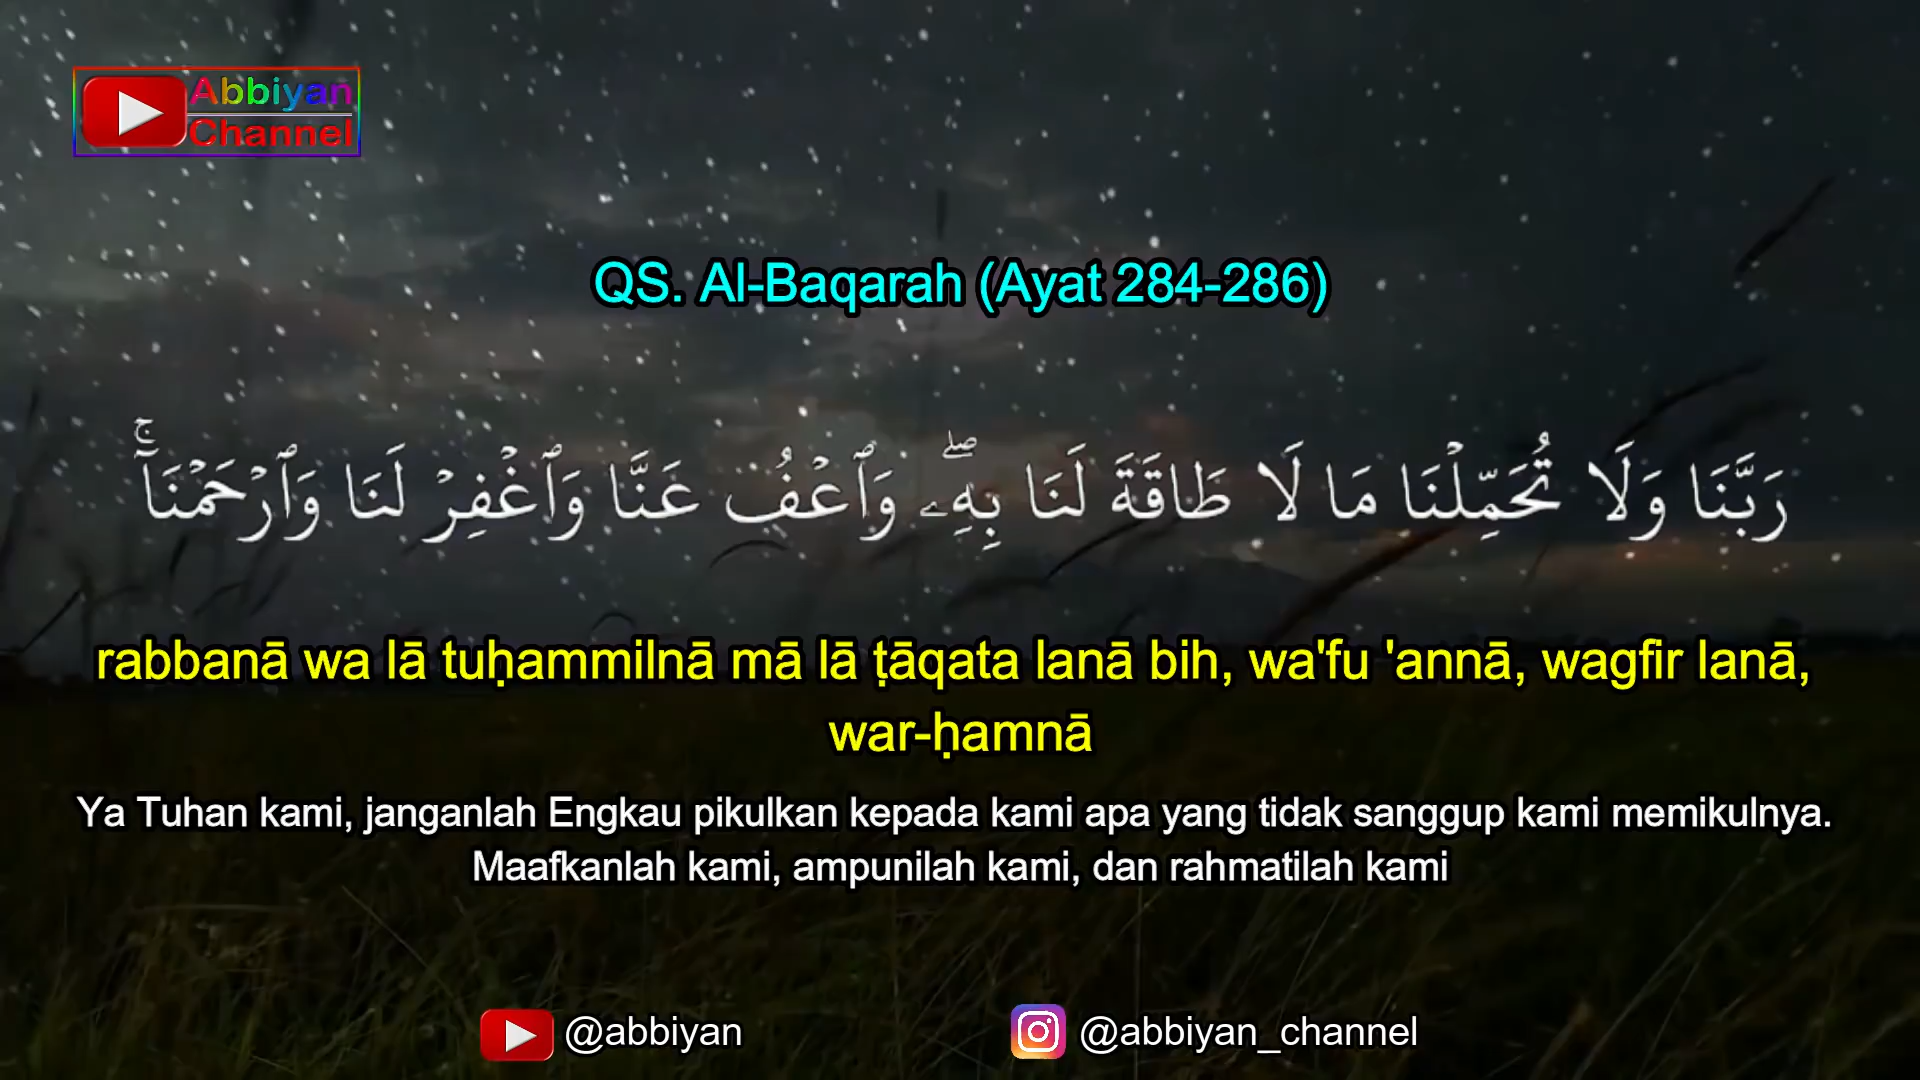 Abbiyan
Channel
QS. Al-Baqarah (Ayat 284-286)
رَبَّنَا وَلَا تُحَمِّلْنَا مَا لَا طَاقَةَ لَنَا بِهِۦۖ وَٱعْفُ عَنَّا وَٱغْفِرْ لَنَا وَٱرْحَمْنَآۚ
rabbanā wa lā tuḥammilnā mā lā ṭāqata lanā bih, wa'fu 'annā, wagfir lanā,
war-ḥamnā
Ya Tuhan kami, janganlah Engkau pikulkan kepada kami apa yang tidak sanggup kami memikulnya.
Maafkanlah kami, ampunilah kami, dan rahmatilah kami
@abbiyan
@abbiyan_channel